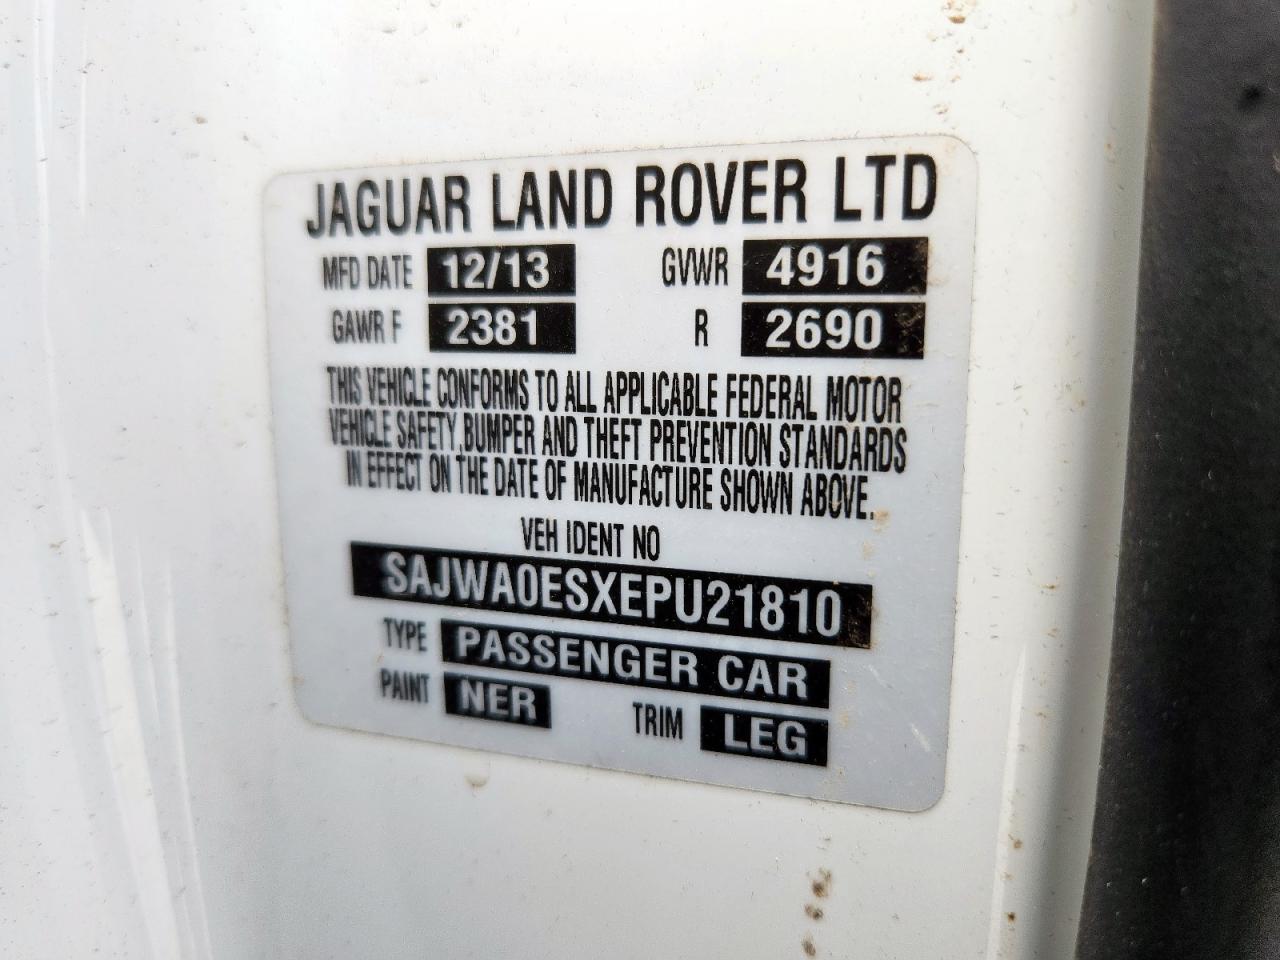 JAGUAR LAND ROVER LTD
MFD DATE 12/13 GVWR 4916
GAWR F 2381 R 2690
THIS VEHICLE CONFORMS TO ALL APPLICABLE FEDERAL MOTOR
VEHICLE SAFETY,BUMPER AND THEFT PREVENTION STANDARDS
IN EFFECT ON THE DATE OF MANUFACTURE SHOWN ABOVE.
VEH IDENT NO
SAJWA0ESXEPU21810
TYPE PASSENGER CAR
PAINT NER TRIM LEG